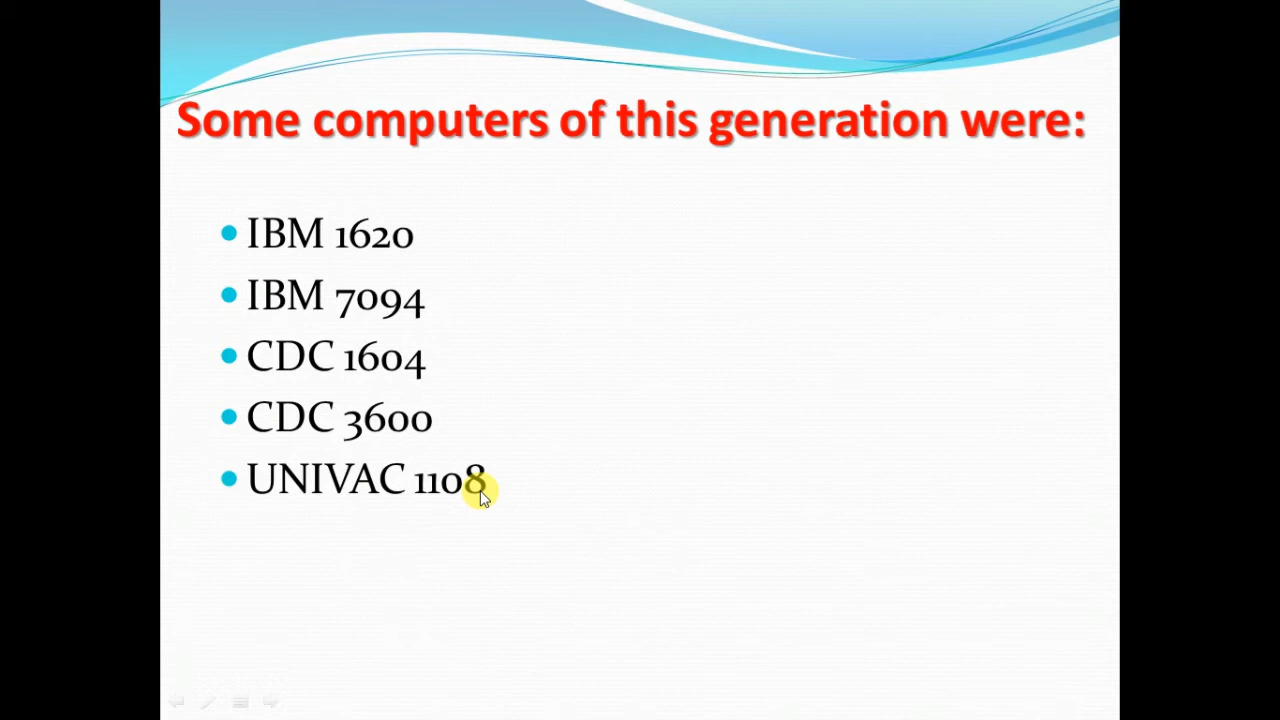 Some computers of this generation were:
IBM 1620
IBM 7094
CDC 1604
CDC 3600
UNIVAC 1108